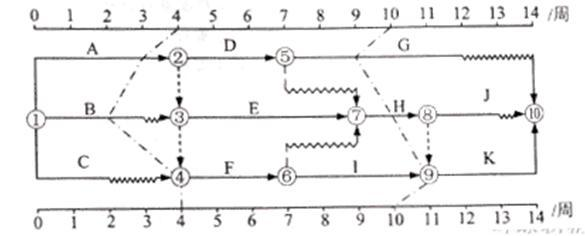 0 1 2 3 4 5 6 7 8 9 10 11 12 13 14 /周
A ② D ⑤ G
① B ③ E ⑦ H ⑧ J ⑩
C ④ F ⑥ I ⑨ K
0 1 2 3 4 5 6 7 8 9 10 11 12 13 14 /周